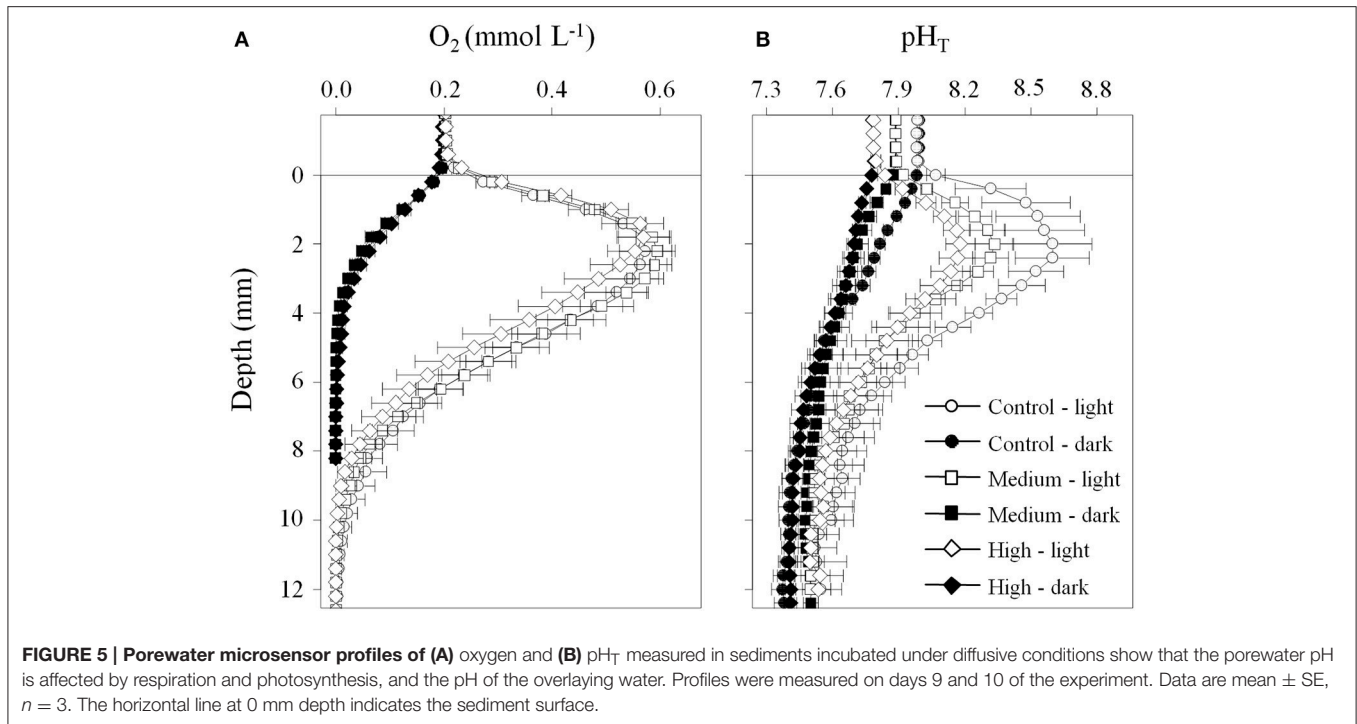 A
O₂ (mmol L⁻¹)
0.0 0.2 0.4 0.6
B
pH_T
7.3 7.6 7.9 8.2 8.5 8.8
Depth (mm)
0
2
4
6
8
10
12
Control - light
Control - dark
Medium - light
Medium - dark
High - light
High - dark
FIGURE 5 | Porewater microsensor profiles of (A) oxygen and (B) pH_T measured in sediments incubated under diffusive conditions show that the porewater pH
is affected by respiration and photosynthesis, and the pH of the overlaying water. Profiles were measured on days 9 and 10 of the experiment. Data are mean ± SE,
n = 3. The horizontal line at 0 mm depth indicates the sediment surface.